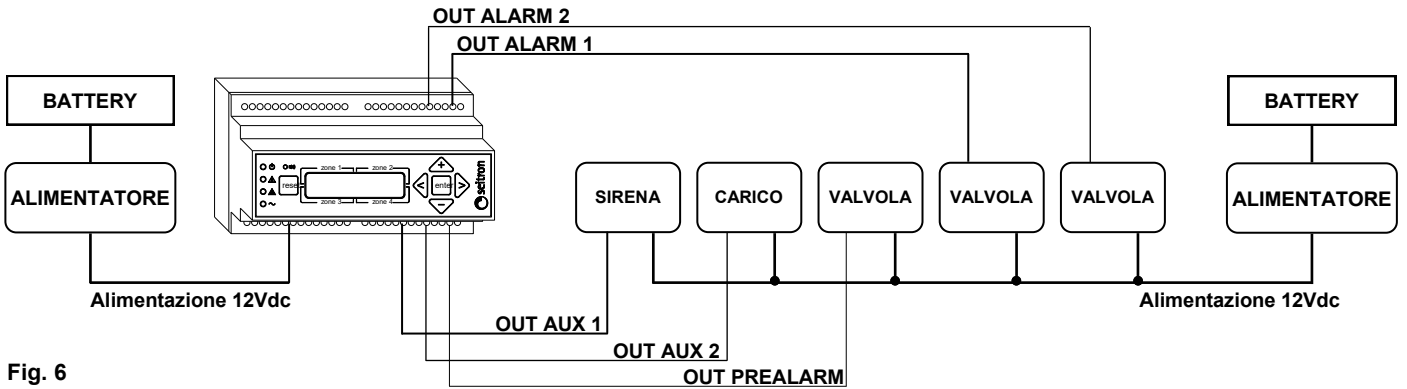 OUT ALARM 2
OUT ALARM 1
BATTERY
ALIMENTATORE
Alimentazione 12Vdc
zone 1
zone 2
rese
enter
zone 3
zone 4
+
<
>
−
seitron
SIRENA
CARICO
VALVOLA
VALVOLA
VALVOLA
BATTERY
ALIMENTATORE
Alimentazione 12Vdc
OUT AUX 1
OUT AUX 2
OUT PREALARM
Fig. 6